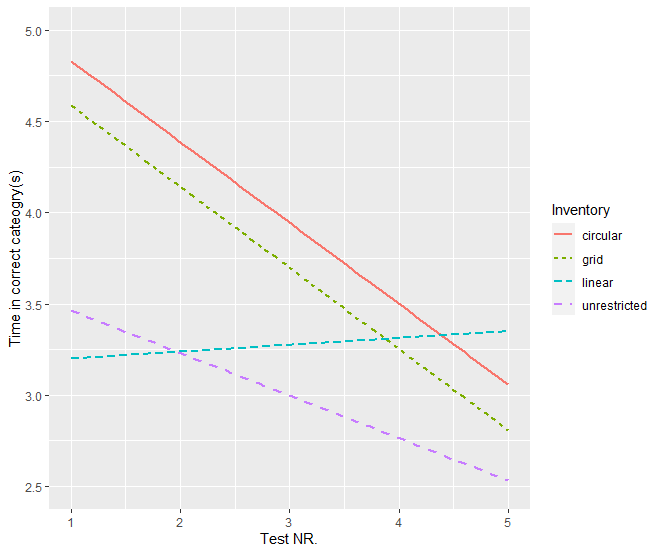 5.0
4.5
4.0
3.5
3.0
2.5
Time in correct cateogry(s)
1 2 3 4 5
Test NR.
Inventory
circular
grid
linear
unrestricted